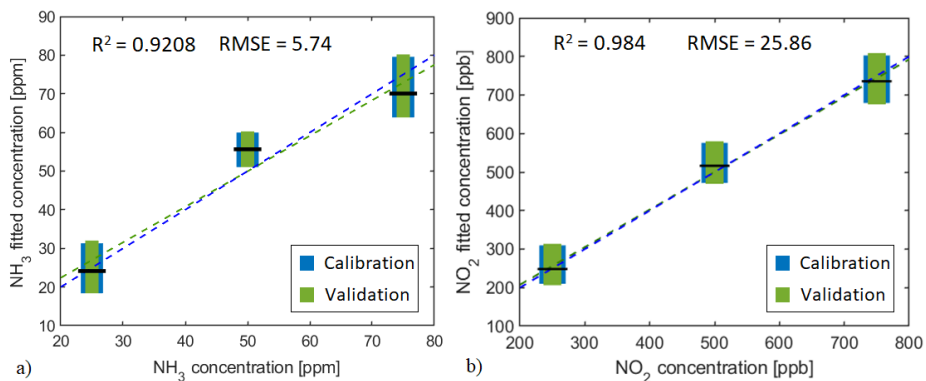 R² = 0.9208 RMSE = 5.74
NH₃ fitted concentration [ppm]
90
80
70
60
50
40
30
20
10
Calibration
Validation
20 30 40 50 60 70 80
NH₃ concentration [ppm]
a)
R² = 0.984 RMSE = 25.86
NO₂ fitted concentration [ppb]
900
800
700
600
500
400
300
200
100
Calibration
Validation
200 300 400 500 600 700 800
NO₂ concentration [ppb]
b)